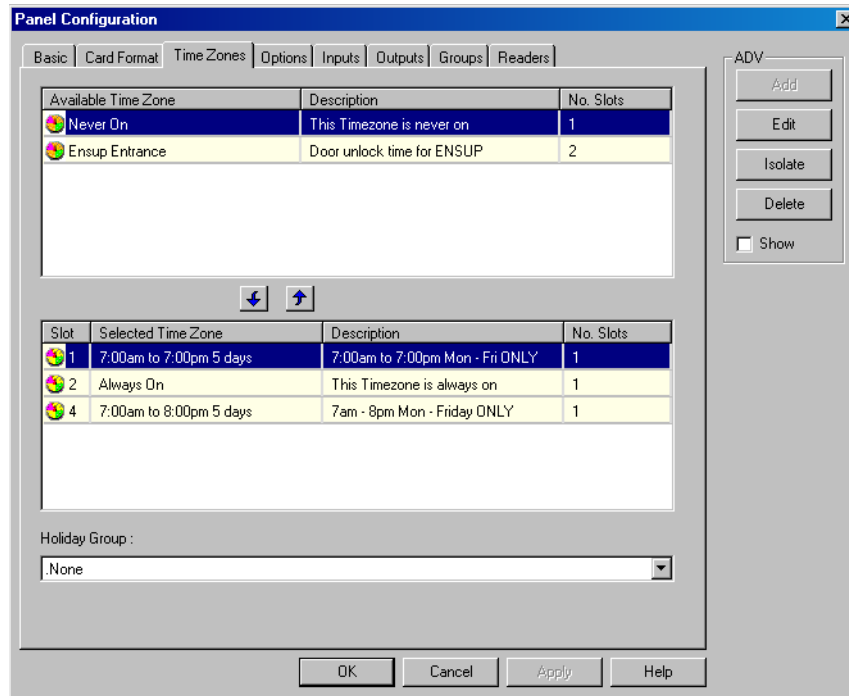 Panel Configuration
Basic Card Format Time Zones Options Inputs Outputs Groups Readers
Available Time Zone Description No. Slots
Never On This Timezone is never on 1
Ensup Entrance Door unlock time for ENSUP 2
Slot Selected Time Zone Description No. Slots
1 7:00am to 7:00pm 5 days 7:00am to 7:00pm Mon - Fri ONLY 1
2 Always On This Timezone is always on 1
4 7:00am to 8:00pm 5 days 7am - 8pm Mon - Friday ONLY 1
Holiday Group :
.None
OK Cancel Apply Help
ADV
Add
Edit
Isolate
Delete
Show